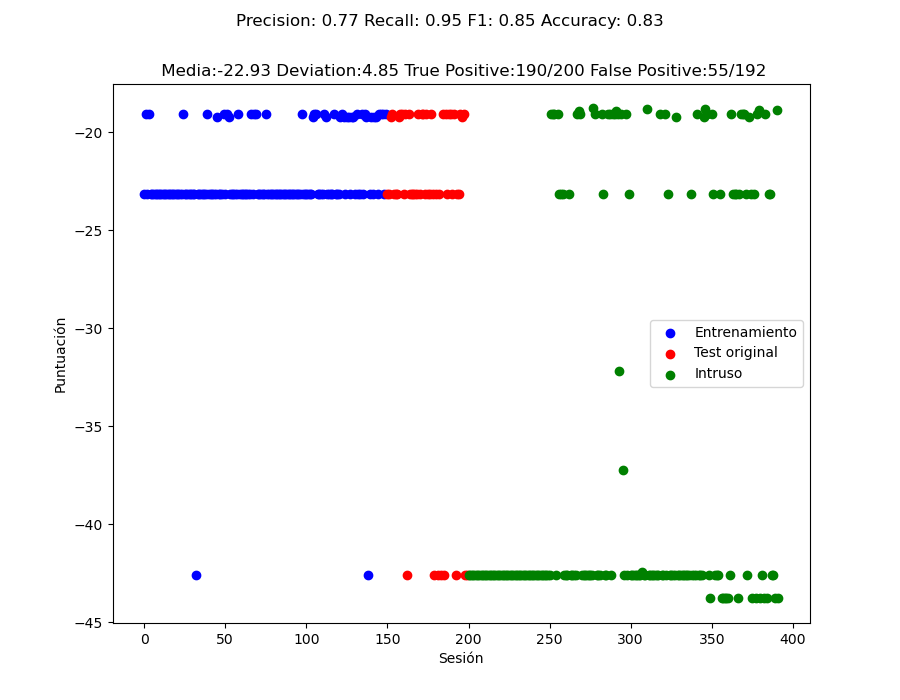 Precision: 0.77 Recall: 0.95 F1: 0.85 Accuracy: 0.83
Media:-22.93 Deviation:4.85 True Positive:190/200 False Positive:55/192
−20
−25
−30
−35
−40
−45
Puntuación
Entrenamiento
Test original
Intruso
0 50 100 150 200 250 300 350 400
Sesión